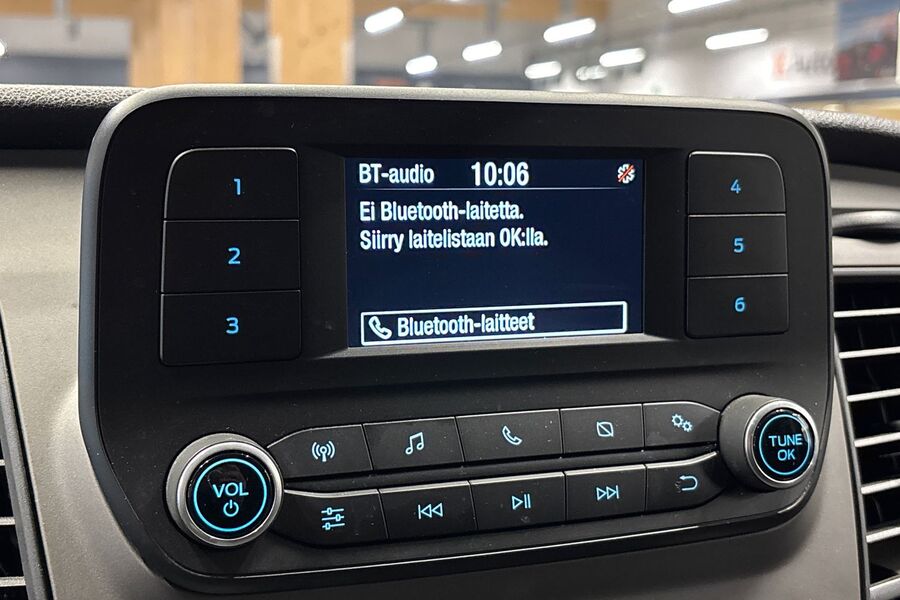 BT-audio 10:06
Ei Bluetooth-laitetta.
Siirry laitelistaan OK:lla.
Bluetooth-laitteet
1
2
3
4
5
6
VOL
TUNE
OK